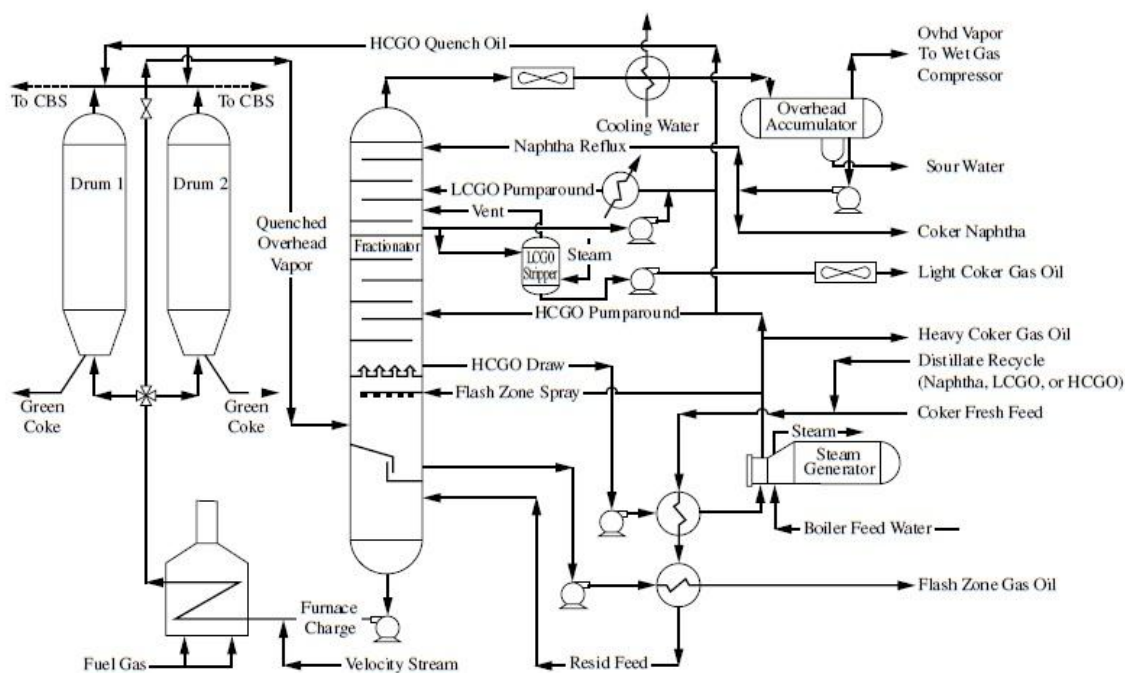 HCGO Quench Oil
Ovhd Vapor
To Wet Gas
Compressor
To CBS
To CBS
Cooling Water
Overhead
Accumulator
Drum 1
Drum 2
Naphtha Reflux
Sour Water
LCGO Pumparound
Vent
Quenched
Overhead
Vapor
Fractionator
LCGO
Stripper
Steam
Coker Naphtha
Light Coker Gas Oil
HCGO Pumparound
Heavy Coker Gas Oil
HCGO Draw
Distillate Recycle
(Naphtha, LCGO, or HCGO)
Flash Zone Spray
Coker Fresh Feed
Green
Coke
Green
Coke
Steam
Steam
Generator
Boiler Feed Water
Flash Zone Gas Oil
Furnace
Charge
Fuel Gas
Velocity Stream
Resid Feed